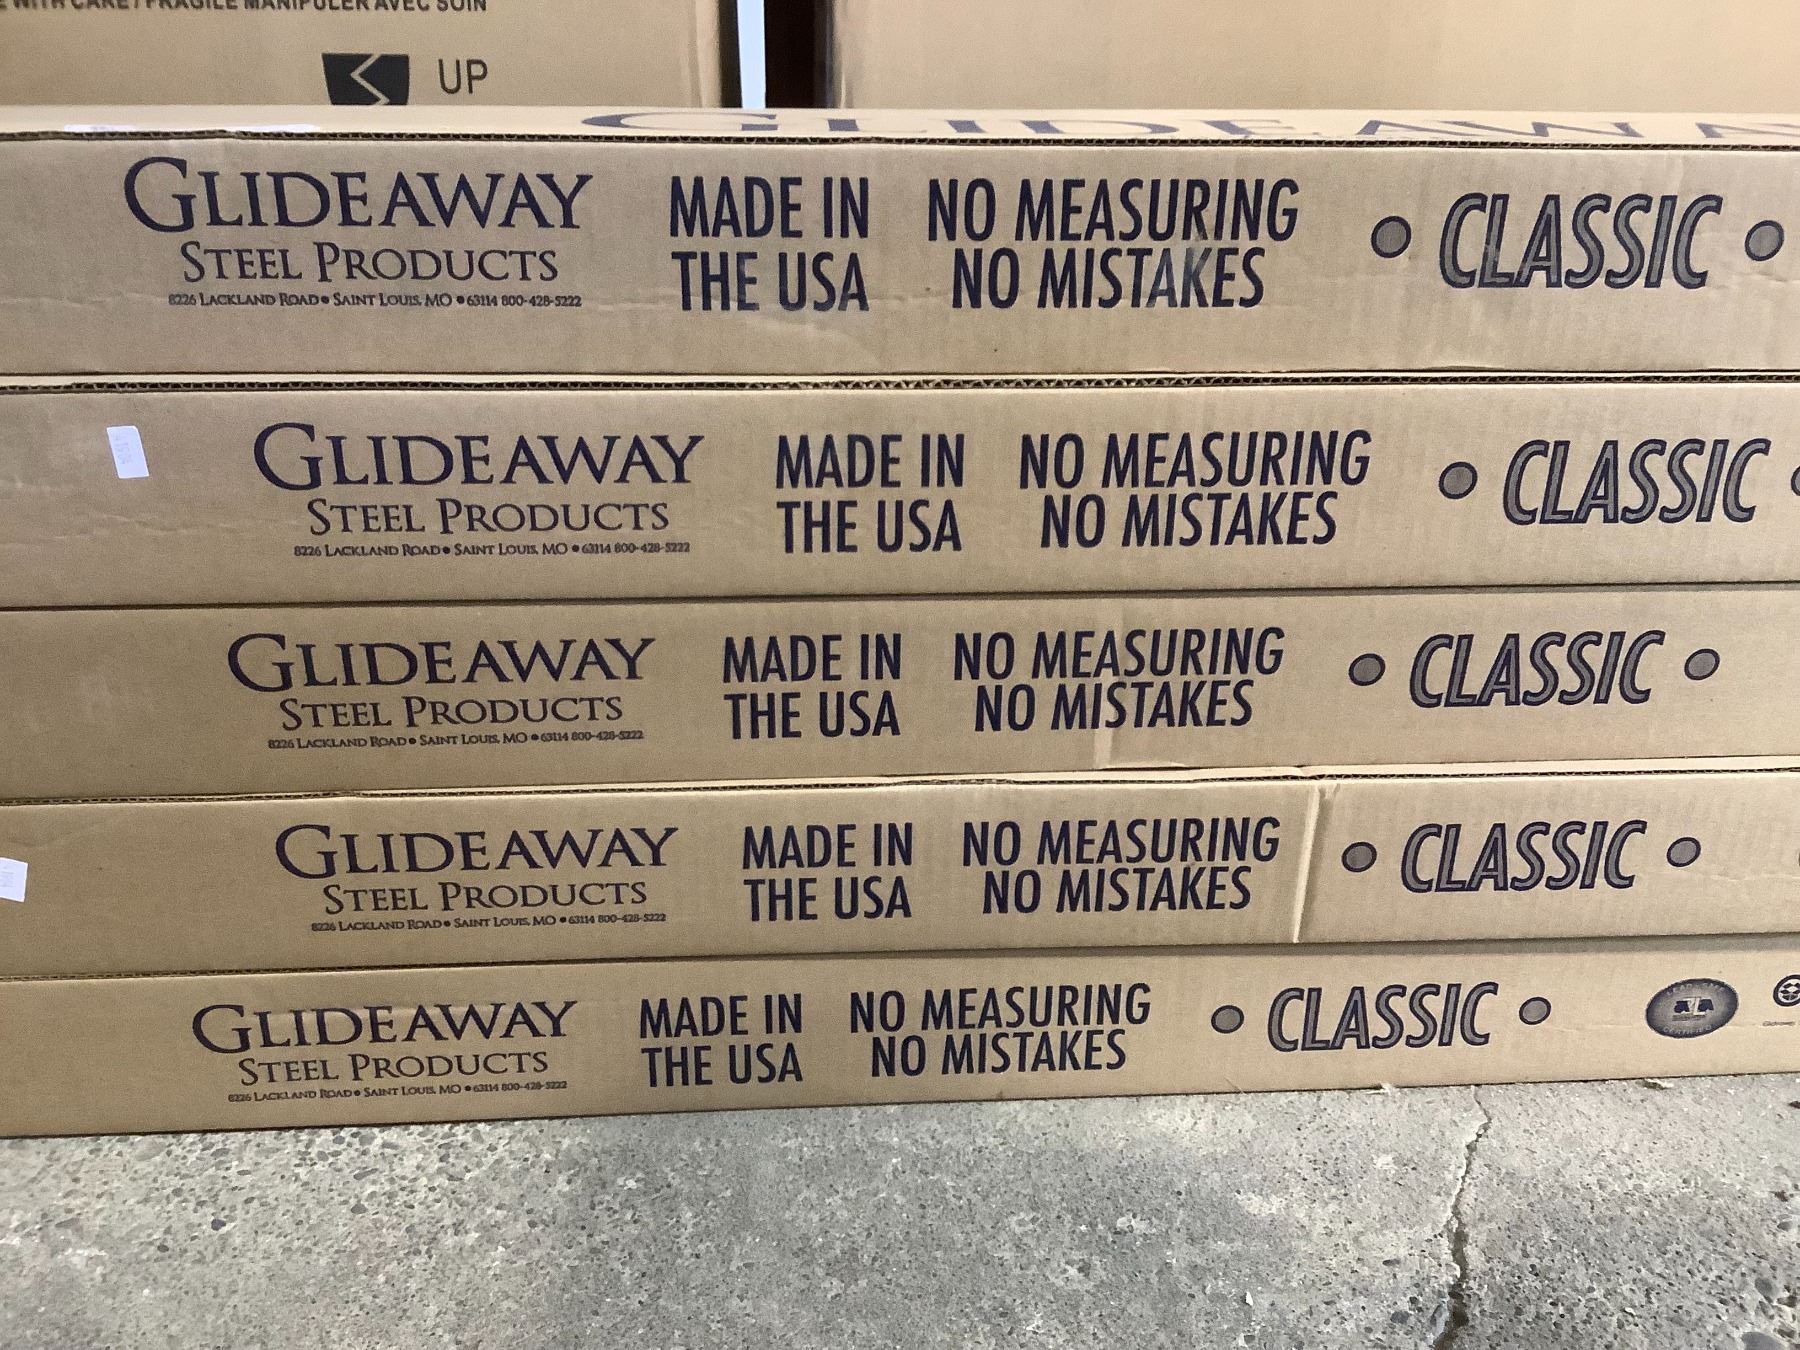 WITH CARE / FRAGILE MANIPULER AVEC SOIN
UP
GLIDEAWA
GLIDEAWAY
STEEL PRODUCTS
8226 LACKLAND ROAD • SAINT LOUIS, MO • 63114 800-428-5222
MADE IN
THE USA
NO MEASURING
NO MISTAKES
• CLASSIC •
GLIDEAWAY
STEEL PRODUCTS
8226 LACKLAND ROAD • SAINT LOUIS, MO • 63114 800-428-5222
MADE IN
THE USA
NO MEASURING
NO MISTAKES
• CLASSIC •
GLIDEAWAY
STEEL PRODUCTS
8226 LACKLAND ROAD • SAINT LOUIS, MO • 63114 800-428-5222
MADE IN
THE USA
NO MEASURING
NO MISTAKES
• CLASSIC •
GLIDEAWAY
STEEL PRODUCTS
8226 LACKLAND ROAD • SAINT LOUIS, MO • 63114 800-428-5222
MADE IN
THE USA
NO MEASURING
NO MISTAKES
• CLASSIC •
GLIDEAWAY
STEEL PRODUCTS
8226 LACKLAND ROAD • SAINT LOUIS, MO • 63114 800-428-5222
MADE IN
THE USA
NO MEASURING
NO MISTAKES
• CLASSIC •
CERTIFIED